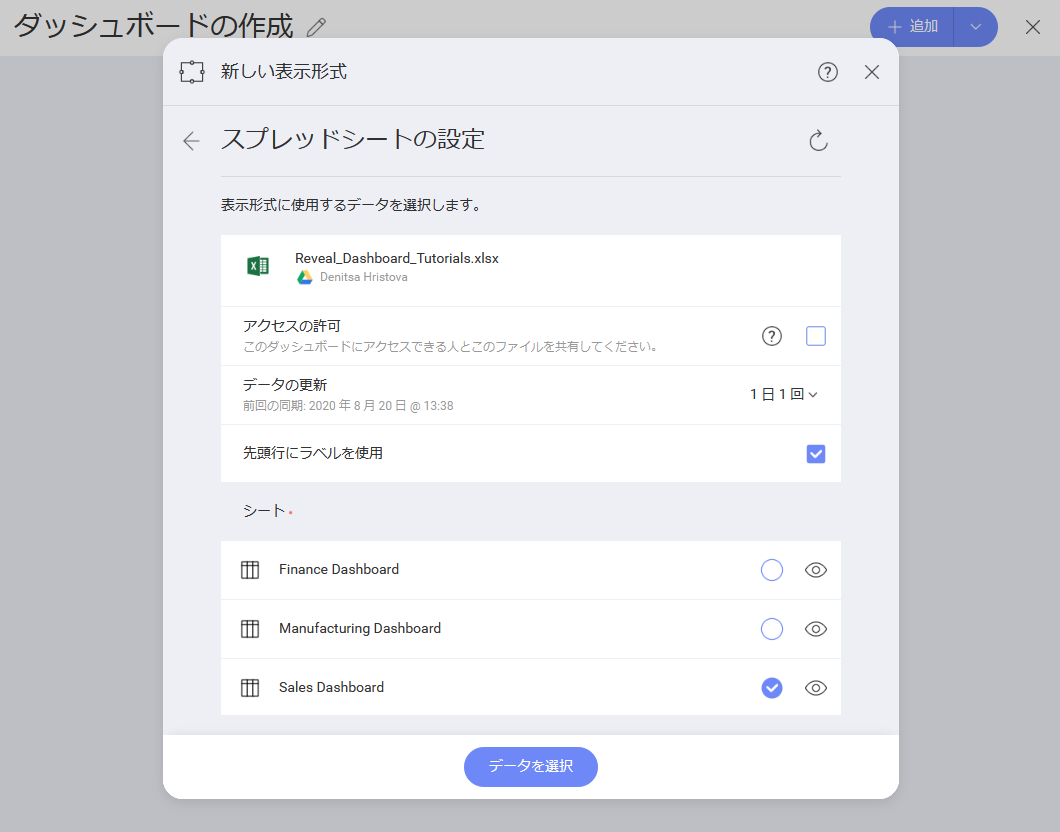 ダッシュボードの作成
追加
新しい表示形式
スプレッドシートの設定
表示形式に使用するデータを選択します。
Reveal_Dashboard_Tutorials.xlsx
Denitsa Hristova
アクセスの許可
このダッシュボードにアクセスできる人とこのファイルを共有してください。
データの更新
1 日 1 回
前回の同期: 2020 年 8 月 20 日 @ 13:38
先頭行にラベルを使用
シート
Finance Dashboard
Manufacturing Dashboard
Sales Dashboard
データを選択